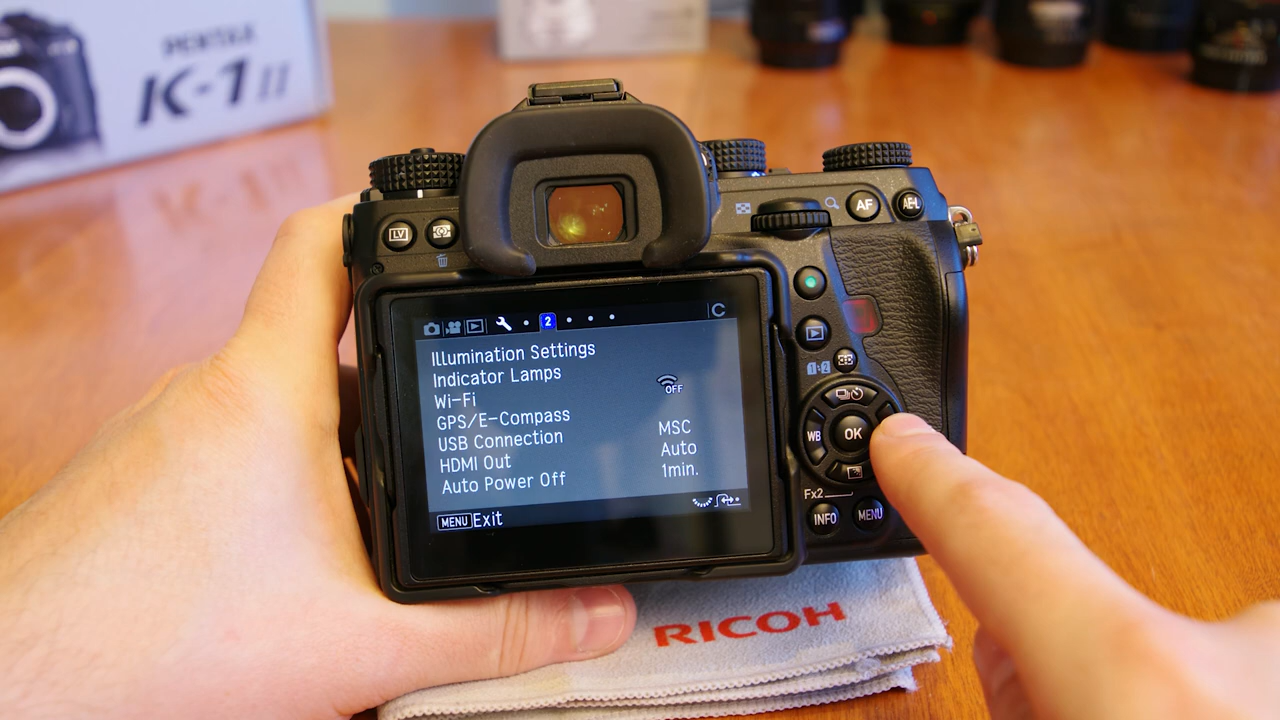 PENTAX
K-1 II
LV
AF
AE-L
2
C
Illumination Settings
Indicator Lamps
Wi-Fi OFF
GPS/E-Compass
USB Connection MSC
HDMI Out Auto
Auto Power Off 1min.
MENU Exit
WB
OK
Fx2
INFO
MENU
RICOH